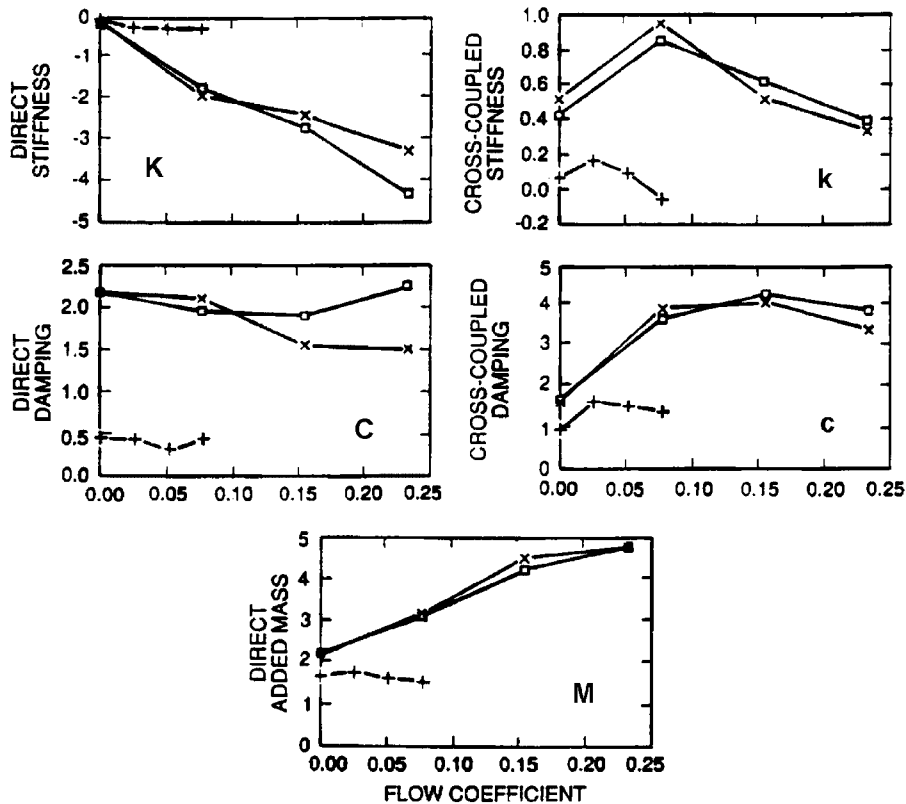 0
-1
-2
-3
-4
-5
DIRECT
STIFFNESS
K
1.0
0.8
0.6
0.4
0.2
0.0
-0.2
CROSS-COUPLED
STIFFNESS
k
2.5
2.0
1.5
1.0
0.5
0.0
DIRECT
DAMPING
C
0.00 0.05 0.10 0.15 0.20 0.25
5
4
3
2
1
0
CROSS-COUPLED
DAMPING
c
0.00 0.05 0.10 0.15 0.20 0.25
5
4
3
2
1
0
DIRECT
ADDED MASS
M
0.00 0.05 0.10 0.15 0.20 0.25
FLOW COEFFICIENT